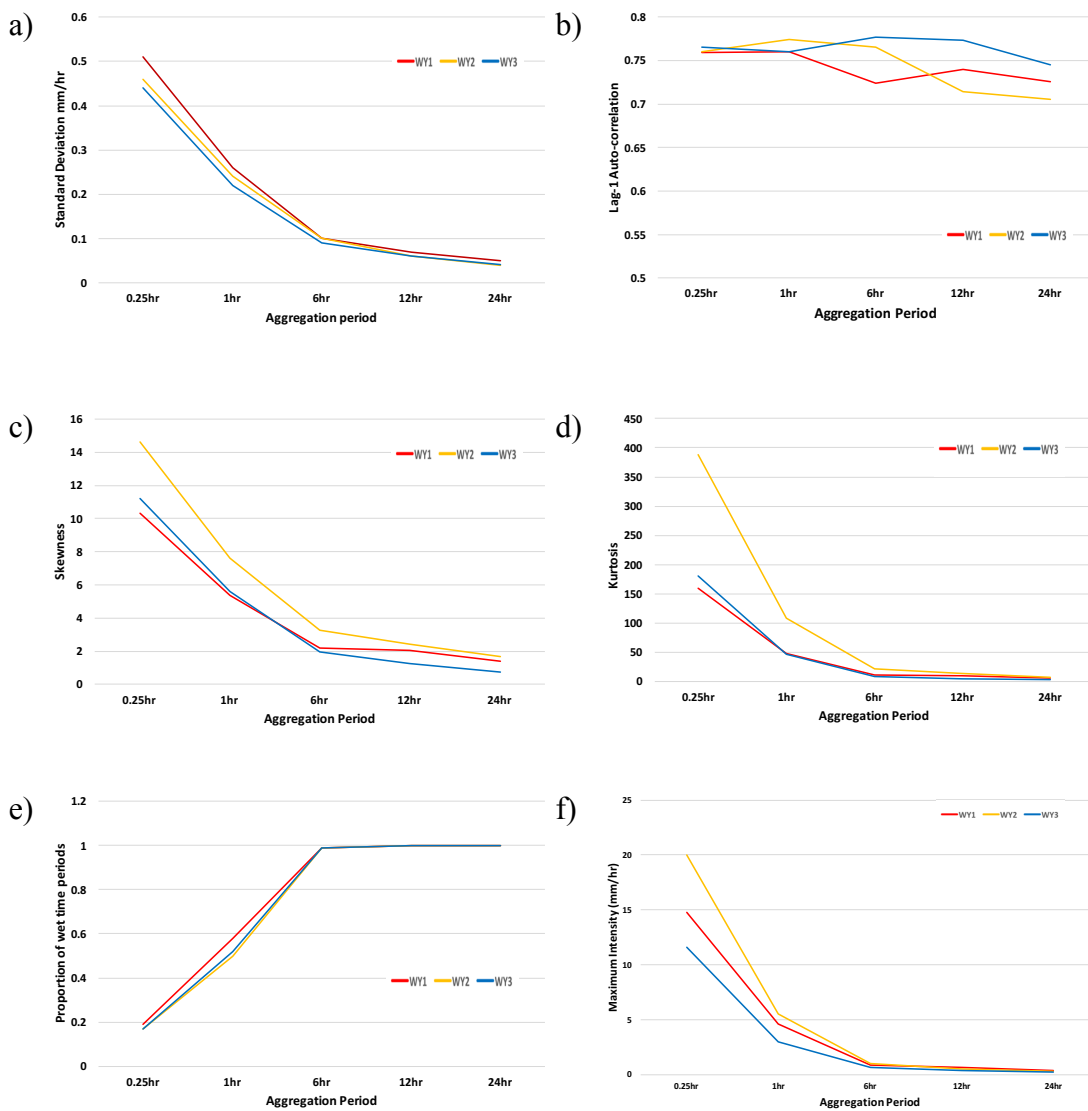 a)
0.6
0.5
0.4
0.3
0.2
0.1
0
Standard Deviation mm/hr
WY1 WY2 WY3
0.25hr 1hr 6hr 12hr 24hr
Aggregation period
b)
0.8
0.75
0.7
0.65
0.6
0.55
0.5
Lag-1 Auto-correlation
WY1 WY2 WY3
0.25hr 1hr 6hr 12hr 24hr
Aggregation Period
c)
16
14
12
10
8
6
4
2
0
Skewness
WY1 WY2 WY3
0.25hr 1hr 6hr 12hr 24hr
Aggregation Period
d)
450
400
350
300
250
200
150
100
50
0
Kurtosis
WY1 WY2 WY3
0.25hr 1hr 6hr 12hr 24hr
Aggregation Period
e)
1.2
1
0.8
0.6
0.4
0.2
0
Proportion of wet time periods
WY1 WY2 WY3
0.25hr 1hr 6hr 12hr 24hr
Aggregation Period
f)
25
20
15
10
5
0
Maximum Intensity (mm/hr)
WY1 WY2 WY3
0.25hr 1hr 6hr 12hr 24hr
Aggregation Period